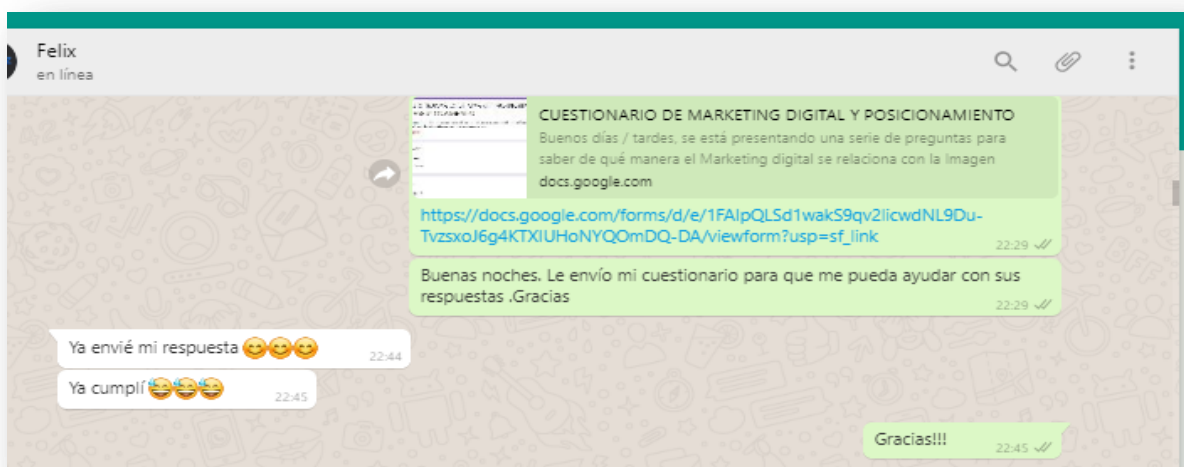 Felix
en línea
CUESTIONARIO DE MARKETING DIGITAL Y POSICIONAMIENTO
Buenos días / tardes, se está presentando una serie de preguntas para
saber de qué manera el Marketing digital se relaciona con la Imagen
docs.google.com
https://docs.google.com/forms/d/e/1FAIpQLSd1wakS9qv2IicwdNL9Du-
TvzsxoJ6g4KTXIUHoNYQOmDQ-DA/viewform?usp=sf_link
22:29
Buenas noches. Le envío mi cuestionario para que me pueda ayudar con sus
respuestas .Gracias
22:29
Ya envié mi respuesta😊😊😊
22:44
Ya cumplí😅😅😅
22:45
Gracias!!!
22:45